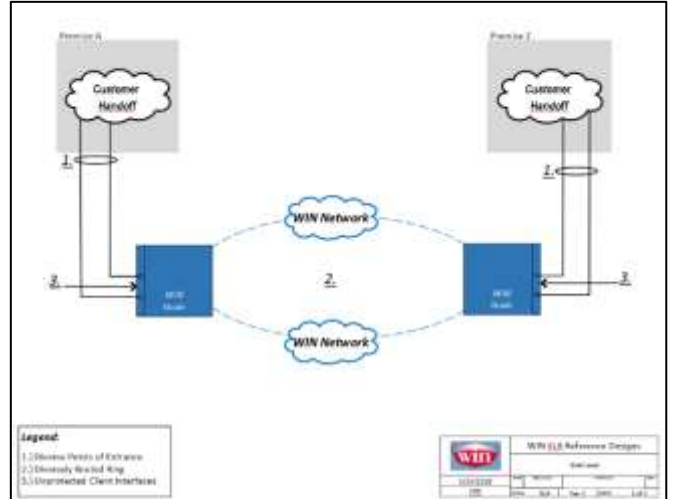 Premise A
Premise Z
Customer
Handoff
Customer
Handoff
1.
1.
WIN Network
2.
3.
3.
WIN Network
Legend:
1.) Diverse Points of Entrance
2.) Diversely Routed Ring
3.) Unprotected Client Interfaces
WIN
WIN SLA Reference Designs